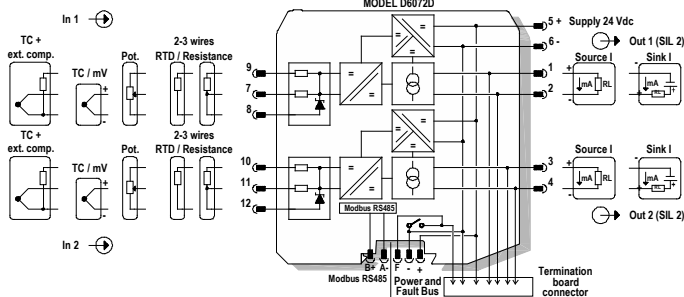 MODEL D6072D
In 1
5 + Supply 24 Vdc
6 -
Out 1 (SIL 2)
TC +
ext. comp.
TC / mV
+
-
Pot.
2-3 wires
RTD / Resistance
9
7
8
= =
= =
1
2
Source I
+
-
mA
RL
Sink I
+
mA
RL
-
TC +
ext. comp.
TC / mV
+
-
Pot.
2-3 wires
RTD / Resistance
10
11
12
= =
= =
3
4
Source I
+
-
mA
RL
Sink I
+
mA
RL
-
Out 2 (SIL 2)
In 2
Modbus RS485
B+ A- F - +
Modbus RS485
Power and
Fault Bus
Termination
board
connector